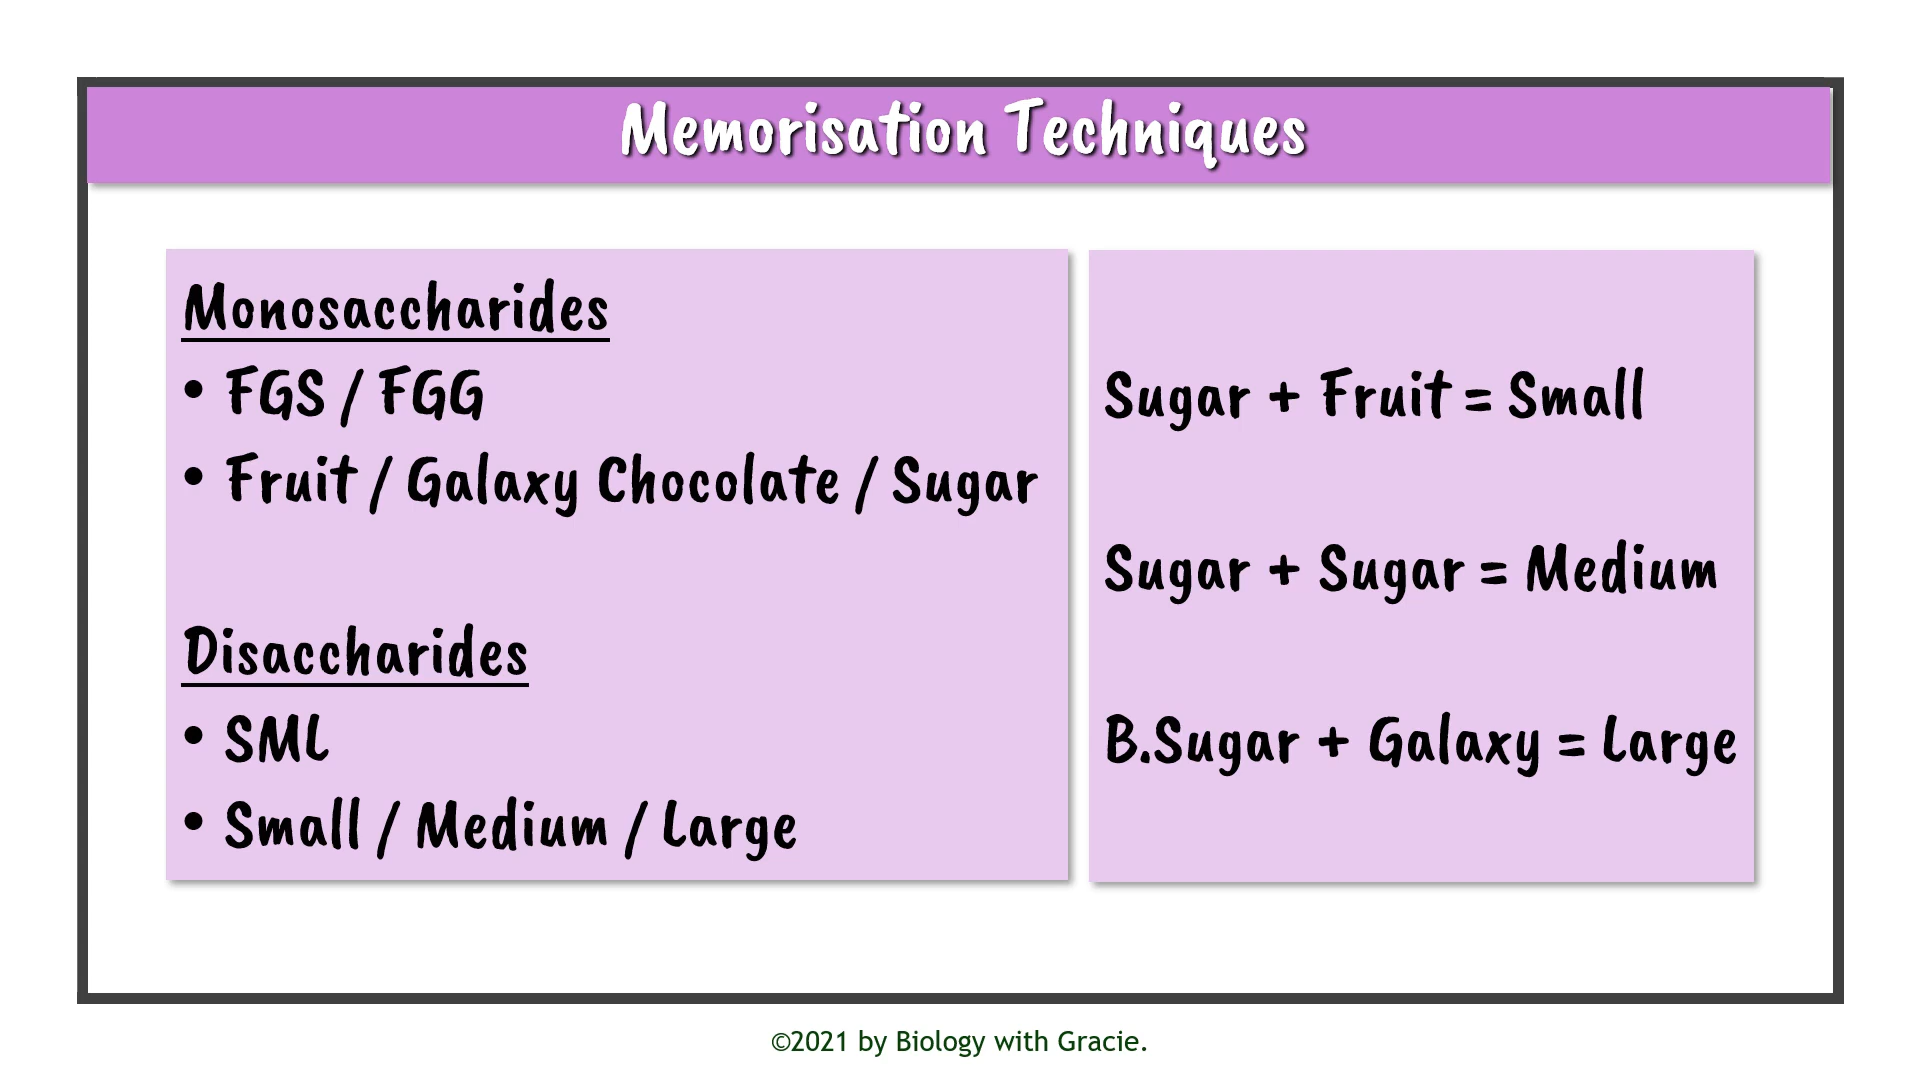 Memorisation Techniques
Monosaccharides
• FGS / FGG
• Fruit / Galaxy Chocolate / Sugar
Disaccharides
• SML
• Small / Medium / Large
Sugar + Fruit = Small
Sugar + Sugar = Medium
B.Sugar + Galaxy = Large
©2021 by Biology with Gracie.